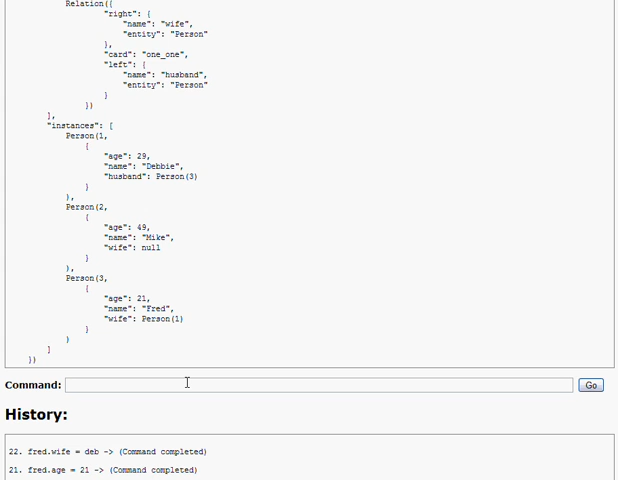 Relation({
"right": {
"name": "wife",
"entity": "Person"
},
"card": "one_one",
"left": {
"name": "husband",
"entity": "Person"
}
})
],
"instances": [
Person(1,
{
"age": 29,
"name": "Debbie",
"husband": Person(3)
}
),
Person(2,
{
"age": 49,
"name": "Mike",
"wife": null
}
),
Person(3,
{
"age": 21,
"name": "Fred",
"wife": Person(1)
}
)
]
})
Command: Go
History:
22. fred.wife = deb -> (Command completed)
21. fred.age = 21 -> (Command completed)